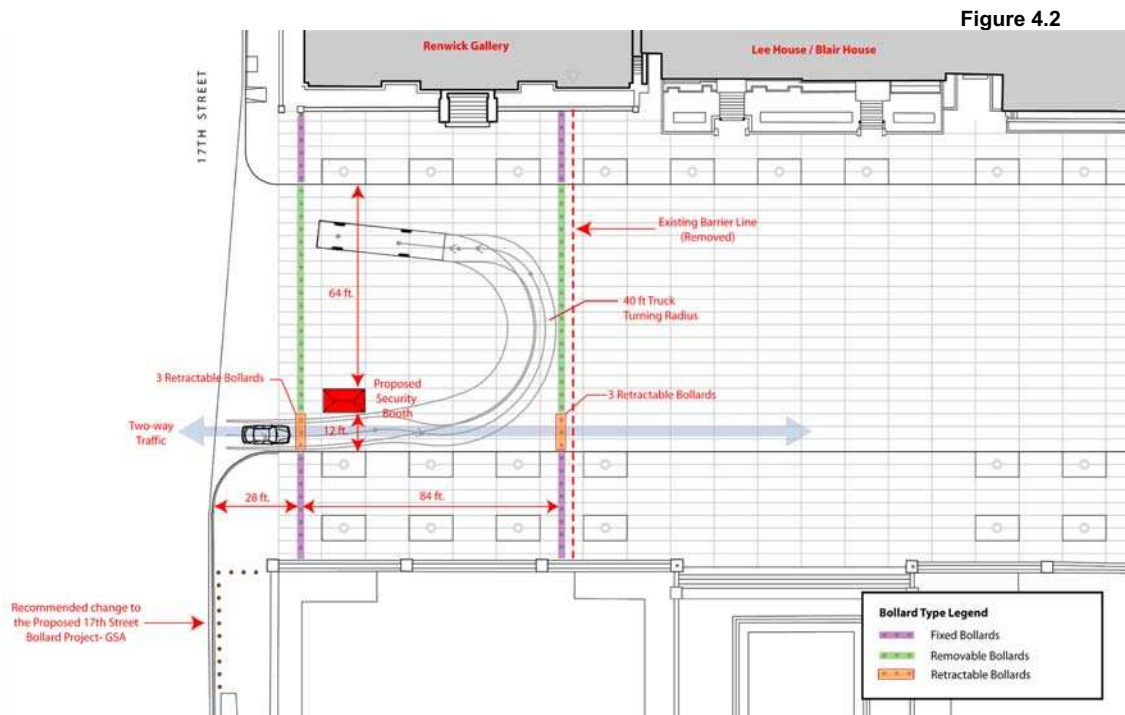 Figure 4.2
Renwick Gallery
Lee House / Blair House
17TH STREET
Existing Barrier Line
(Removed)
64 ft.
40 ft Truck
Turning Radius
3 Retractable Bollards
Proposed
Security
Booth
3 Retractable Bollards
Two-way
Traffic
12 ft.
28 ft.
84 ft.
Recommended change to
the Proposed 17th Street
Bollard Project- GSA
Bollard Type Legend
Fixed Bollards
Removable Bollards
Retractable Bollards